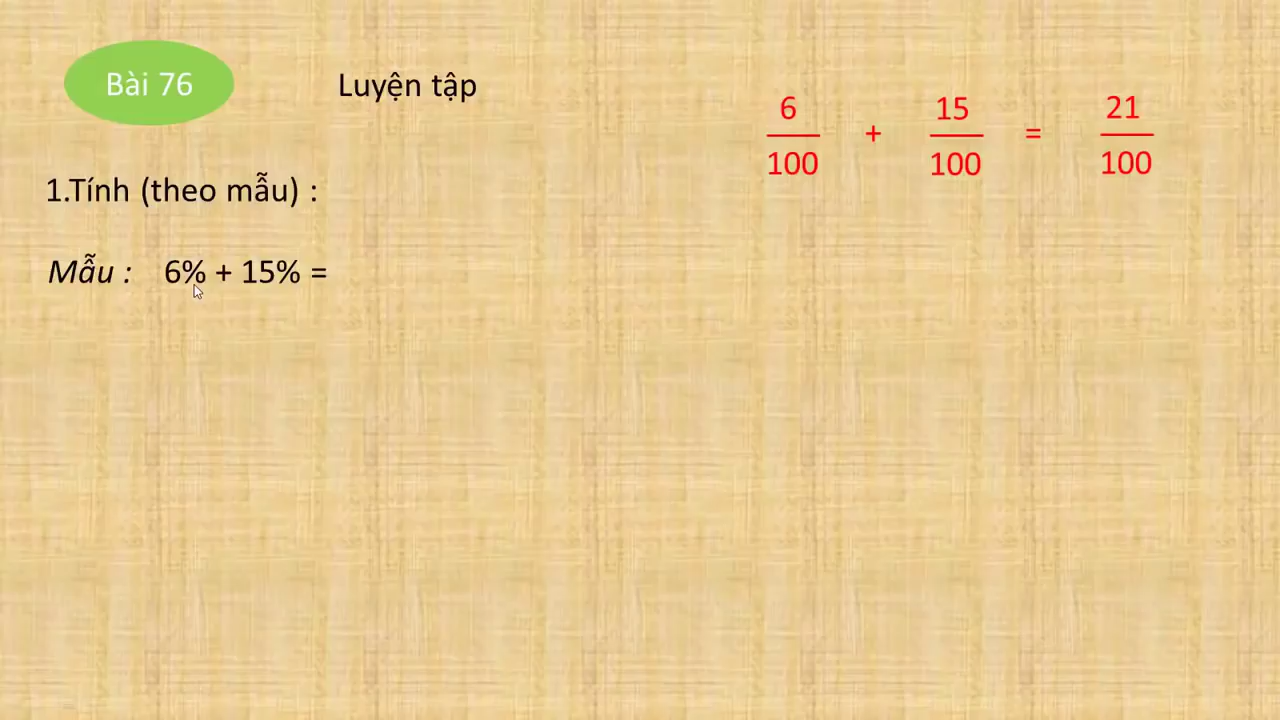 Bài 76
Luyện tập
6/100 + 15/100 = 21/100
1.Tính (theo mẫu) :
Mẫu : 6% + 15% =